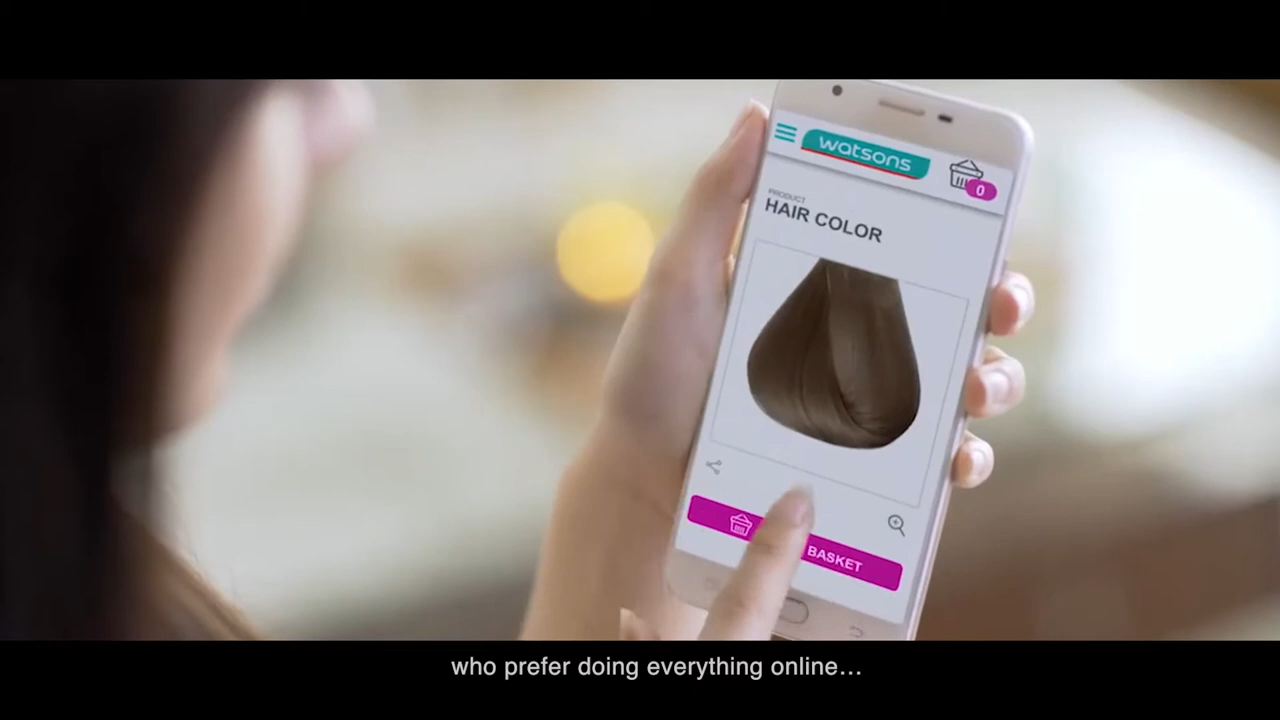 watsons
0
PRODUCT
HAIR COLOR
BASKET
who prefer doing everything online...